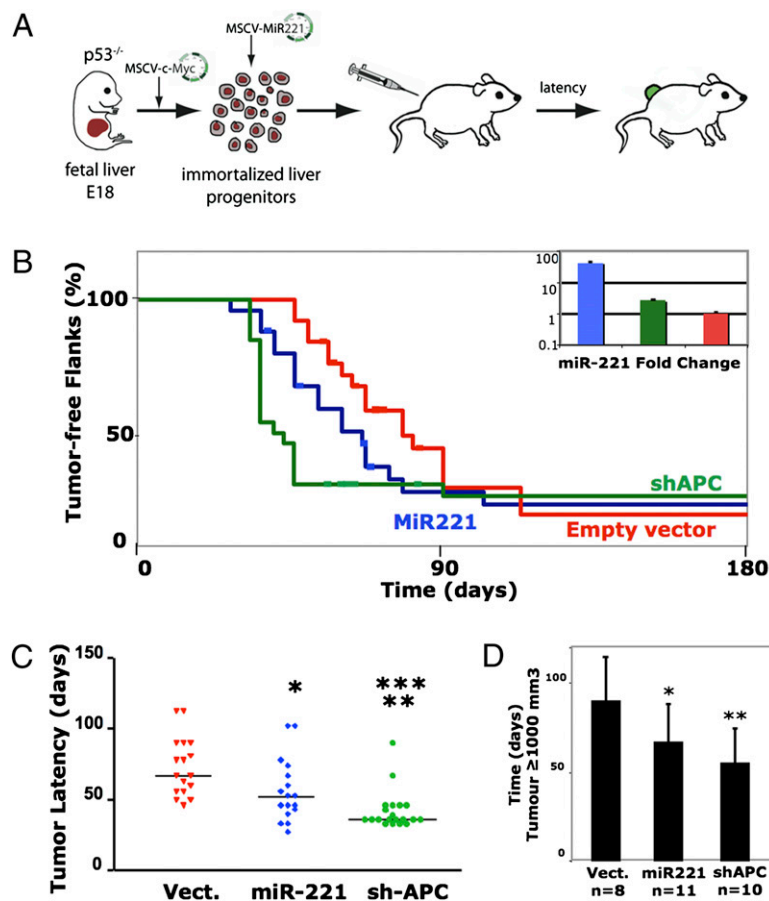 A
p53-/-
MSCV-c-Myc
MSCV-MiR221
fetal liver
E18
immortalized liver
progenitors
latency
B
Tumor-free Flanks (%)
100
50
0
0
90
180
Time (days)
MiR221
shAPC
Empty vector
100
10
1
0.1
miR-221 Fold Change
C
Tumor Latency (days)
150
100
50
0
*
***
**
Vect.
miR-221
sh-APC
D
Time (days)
Tumour ≥1000 mm3
100
50
0
*
**
Vect. miR221 shAPC
n=8 n=11 n=10